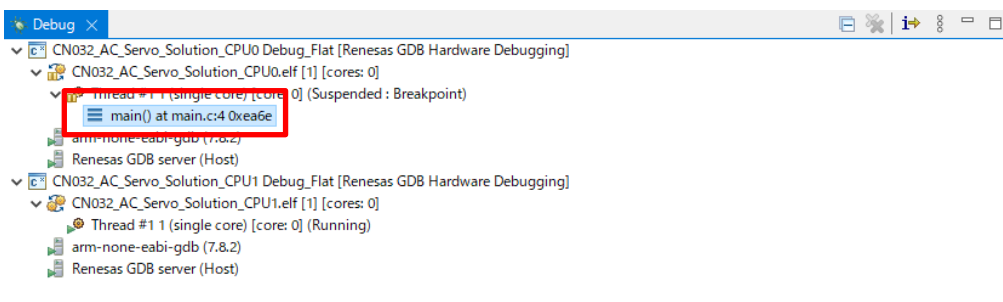 Debug
CN032_AC_Servo_Solution_CPU0 Debug_Flat [Renesas GDB Hardware Debugging]
CN032_AC_Servo_Solution_CPU0.elf [1] [cores: 0]
Thread #1 1 (single core) [core: 0] (Suspended : Breakpoint)
main() at main.c:4 0xea6e
arm-none-eabi-gdb (7.8.2)
Renesas GDB server (Host)
CN032_AC_Servo_Solution_CPU1 Debug_Flat [Renesas GDB Hardware Debugging]
CN032_AC_Servo_Solution_CPU1.elf [1] [cores: 0]
Thread #1 1 (single core) [core: 0] (Running)
arm-none-eabi-gdb (7.8.2)
Renesas GDB server (Host)